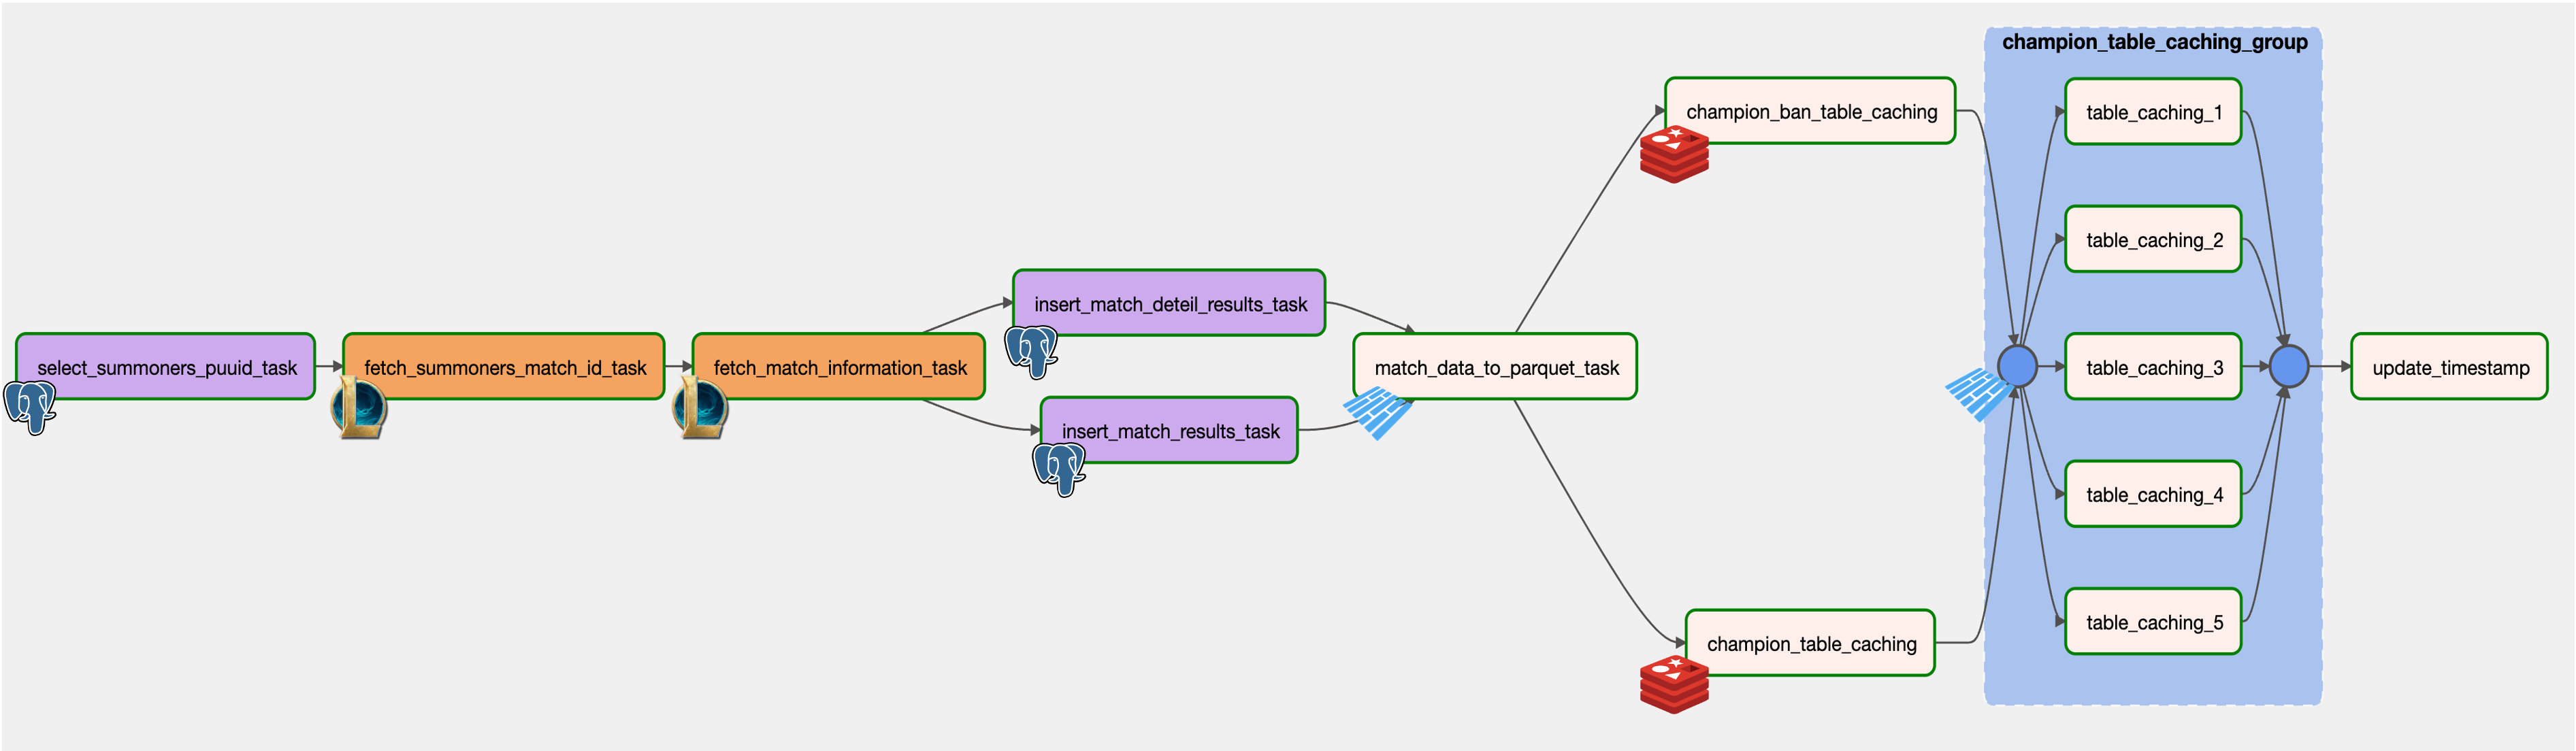 select_summoners_puuid_task
fetch_summoners_match_id_task
fetch_match_information_task
insert_match_deteil_results_task
insert_match_results_task
match_data_to_parquet_task
champion_ban_table_caching
champion_table_caching
champion_table_caching_group
table_caching_1
table_caching_2
table_caching_3
table_caching_4
table_caching_5
update_timestamp